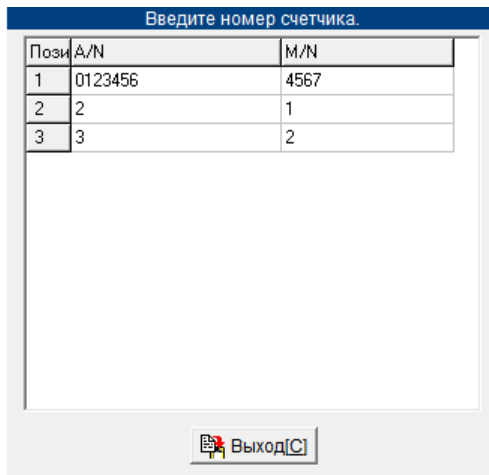 Введите номер счетчика.
Пози A/N M/N
1 0123456 4567
2 2 1
3 3 2
Выход[C]